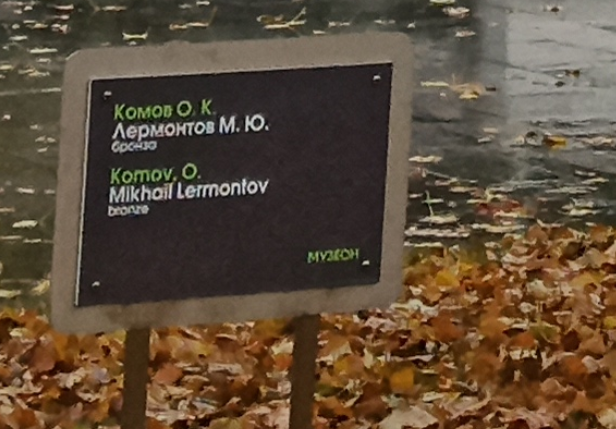 Комов О. К.
Лермонтов М. Ю.
бронза
Komov, O.
Mikhail Lermontov
bronze
МУЗЕОН